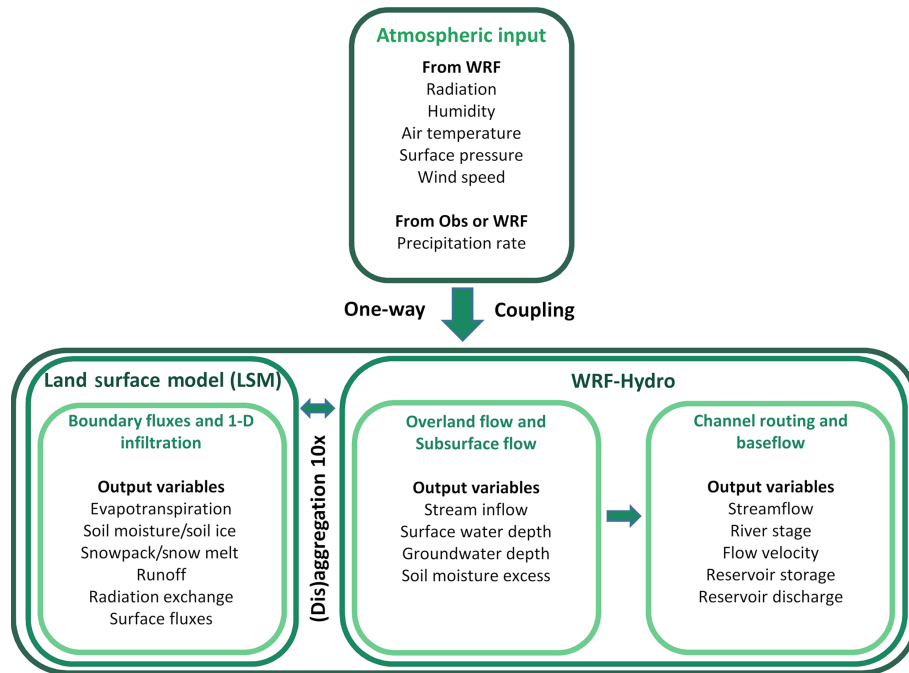 Atmospheric input
From WRF
Radiation
Humidity
Air temperature
Surface pressure
Wind speed
From Obs or WRF
Precipitation rate
One-way Coupling
Land surface model (LSM)
Boundary fluxes and 1-D
infiltration
Output variables
Evapotranspiration
Soil moisture/soil ice
Snowpack/snow melt
Runoff
Radiation exchange
Surface fluxes
(Dis)aggregation 10x
WRF-Hydro
Overland flow and
Subsurface flow
Output variables
Stream inflow
Surface water depth
Groundwater depth
Soil moisture excess
Channel routing and
baseflow
Output variables
Streamflow
River stage
Flow velocity
Reservoir storage
Reservoir discharge